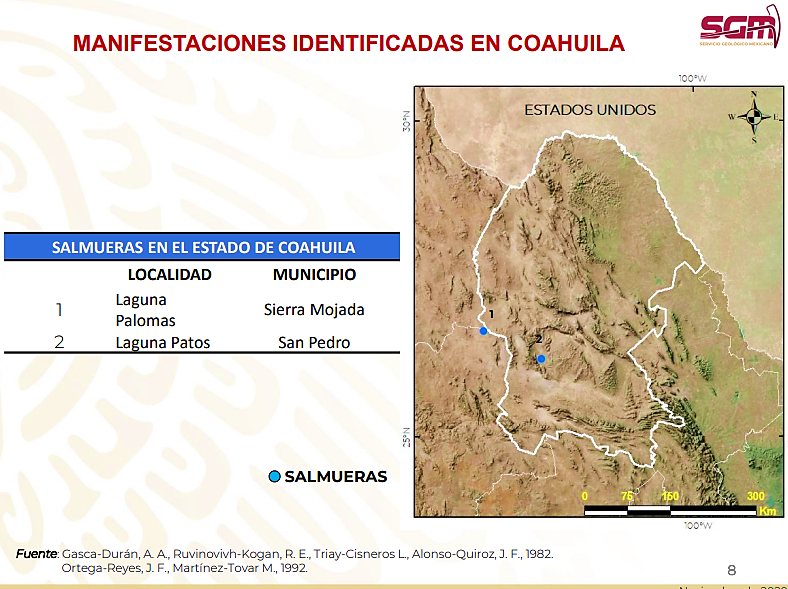 MANIFESTACIONES IDENTIFICADAS EN COAHUILA
SGM
SERVICIO GEOLÓGICO MEXICANO
100°W
30°N
ESTADOS UNIDOS
N
W E
S
SALMUERAS EN EL ESTADO DE COAHUILA
LOCALIDAD MUNICIPIO
1 Laguna Palomas Sierra Mojada
2 Laguna Patos San Pedro
1
2
25°N
SALMUERAS
0 75 150 300
Km
100°W
Fuente: Gasca-Durán, A. A., Ruvinovivh-Kogan, R. E., Triay-Cisneros L., Alonso-Quiroz, J. F., 1982.
Ortega-Reyes, J. F., Martínez-Tovar M., 1992.
8